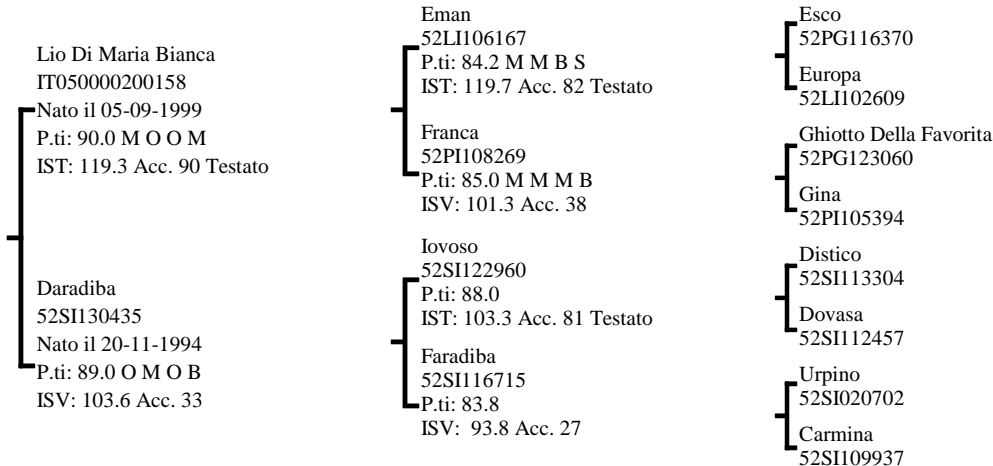 Lio Di Maria Bianca
IT050000200158
Nato il 05-09-1999
P.ti: 90.0 M O O M
IST: 119.3 Acc. 90 Testato
Daradiba
52SI130435
Nato il 20-11-1994
P.ti: 89.0 O M O B
ISV: 103.6 Acc. 33
Eman
52LI106167
P.ti: 84.2 M M B S
IST: 119.7 Acc. 82 Testato
Franca
52PI108269
P.ti: 85.0 M M M B
ISV: 101.3 Acc. 38
Iovoso
52SI122960
P.ti: 88.0
IST: 103.3 Acc. 81 Testato
Faradiba
52SI116715
P.ti: 83.8
ISV:  93.8 Acc. 27
Esco
52PG116370
Europa
52LI102609
Ghiotto Della Favorita
52PG123060
Gina
52PI105394
Distico
52SI113304
Dovasa
52SI112457
Urpino
52SI020702
Carmina
52SI109937